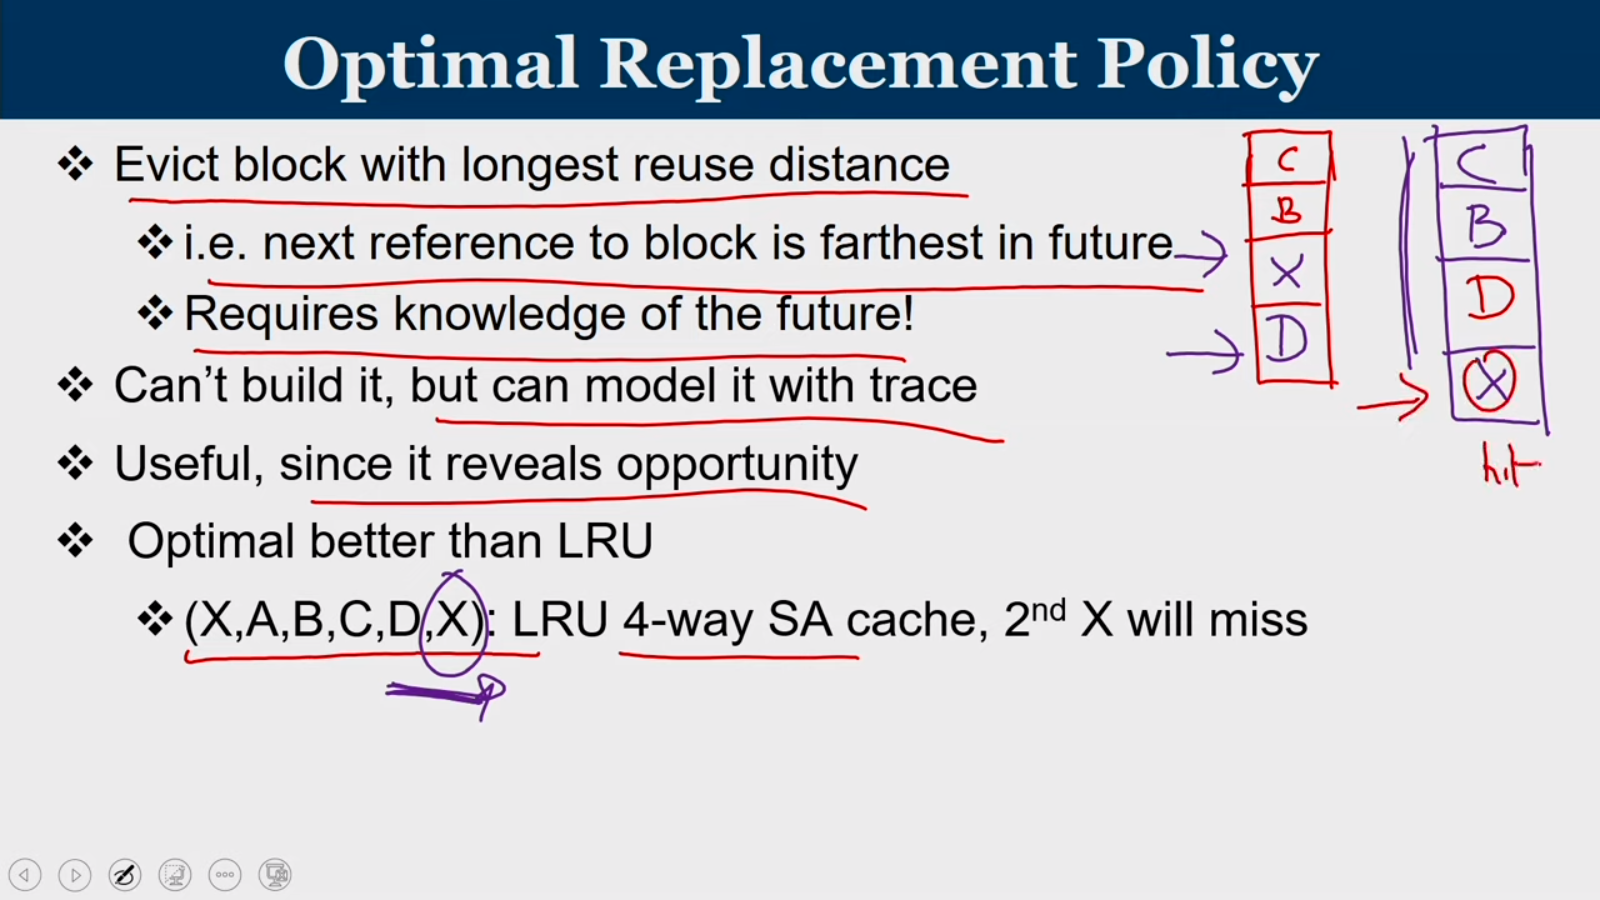 Optimal Replacement Policy
❖ Evict block with longest reuse distance
❖ i.e. next reference to block is farthest in future
❖ Requires knowledge of the future!
❖ Can't build it, but can model it with trace
❖ Useful, since it reveals opportunity
❖ Optimal better than LRU
❖ (X,A,B,C,D,X): LRU 4-way SA cache, 2nd X will miss
C
B
X
D
C
B
D
X
hit